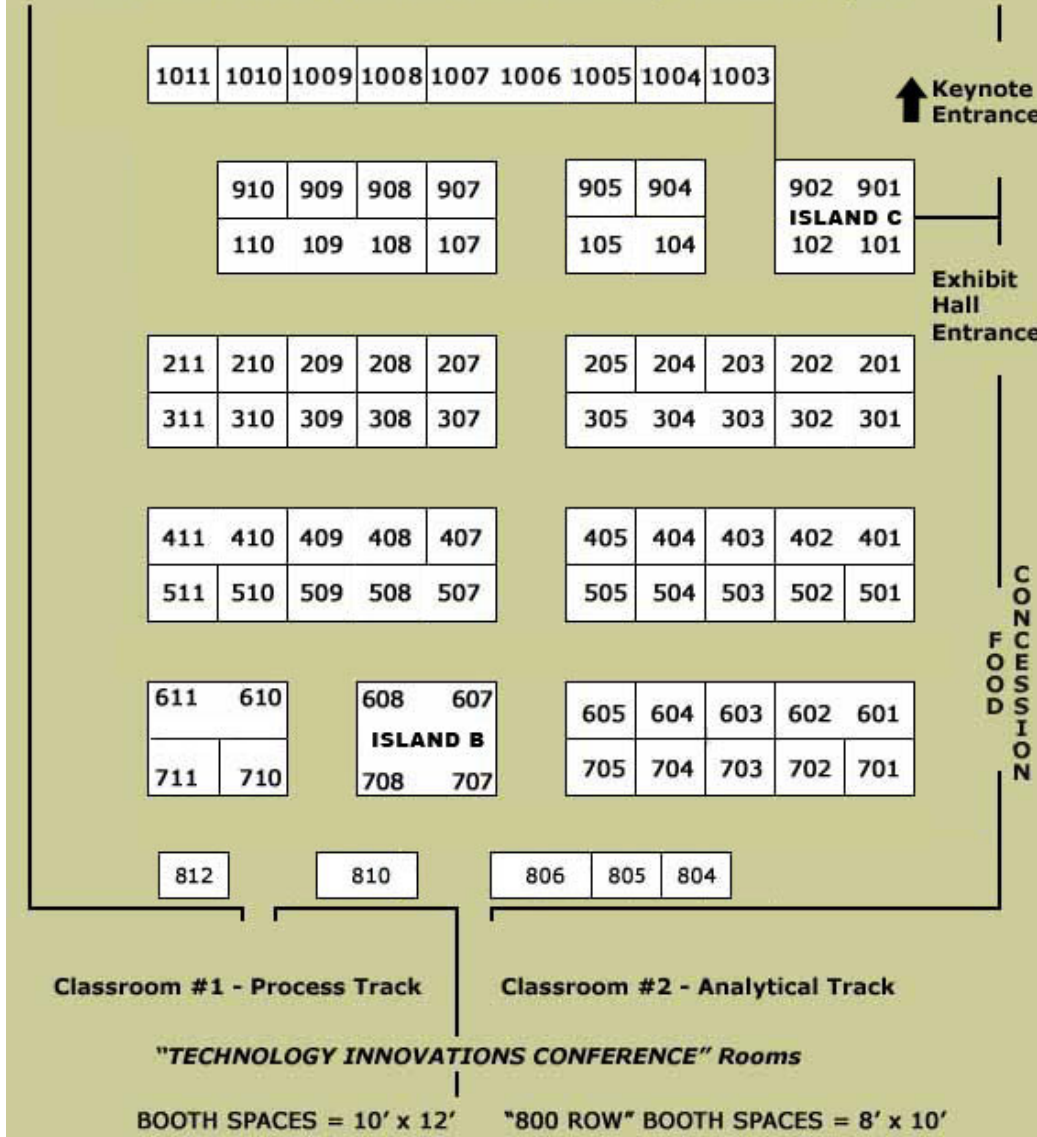 1011 1010 1009 1008 1007 1006 1005 1004 1003
Keynote
Entrance
910 909 908 907 905 904 902 901
ISLAND C
110 109 108 107 105 104 102 101
Exhibit
Hall
Entrance
211 210 209 208 207 205 204 203 202 201
311 310 309 308 307 305 304 303 302 301
411 410 409 408 407 405 404 403 402 401
511 510 509 508 507 505 504 503 502 501
FOOD
CONCESSION
611 610 608 607 605 604 603 602 601
ISLAND B
711 710 708 707 705 704 703 702 701
812 810 806 805 804
Classroom #1 - Process Track Classroom #2 - Analytical Track
"TECHNOLOGY INNOVATIONS CONFERENCE" Rooms
BOOTH SPACES = 10' x 12' "800 ROW" BOOTH SPACES = 8' x 10'